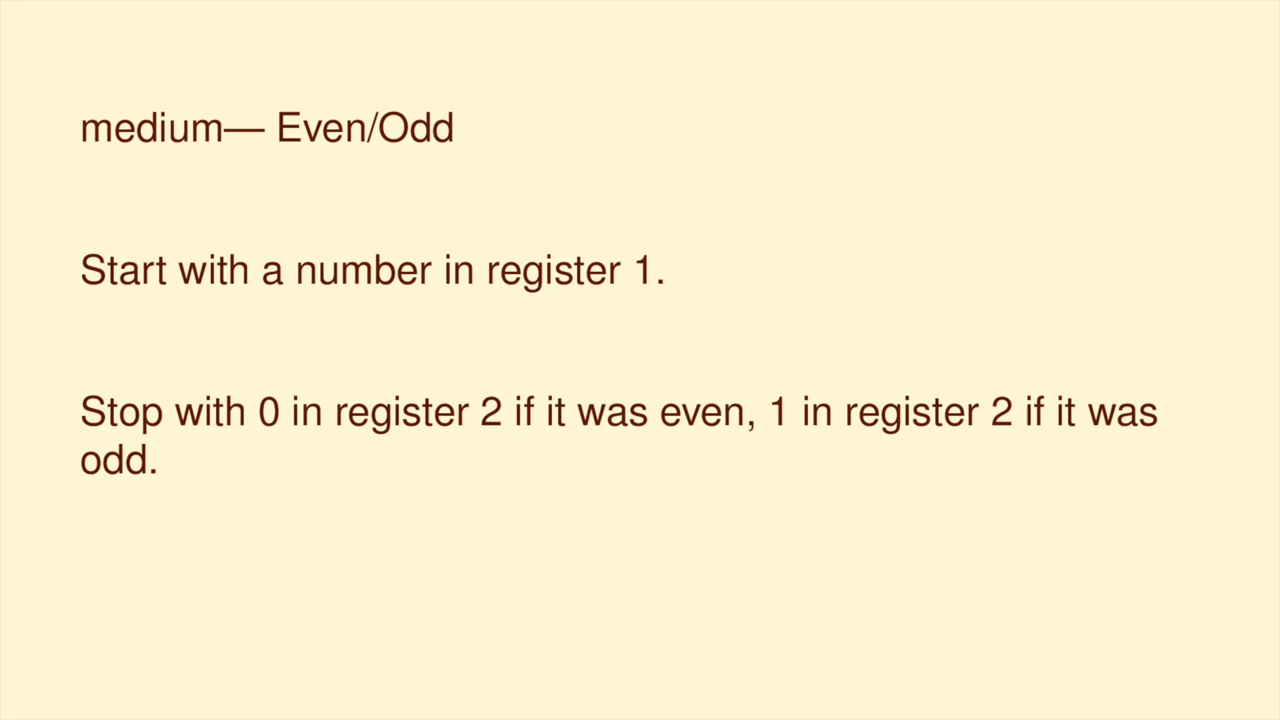 medium— Even/Odd
Start with a number in register 1.
Stop with 0 in register 2 if it was even, 1 in register 2 if it was
odd.